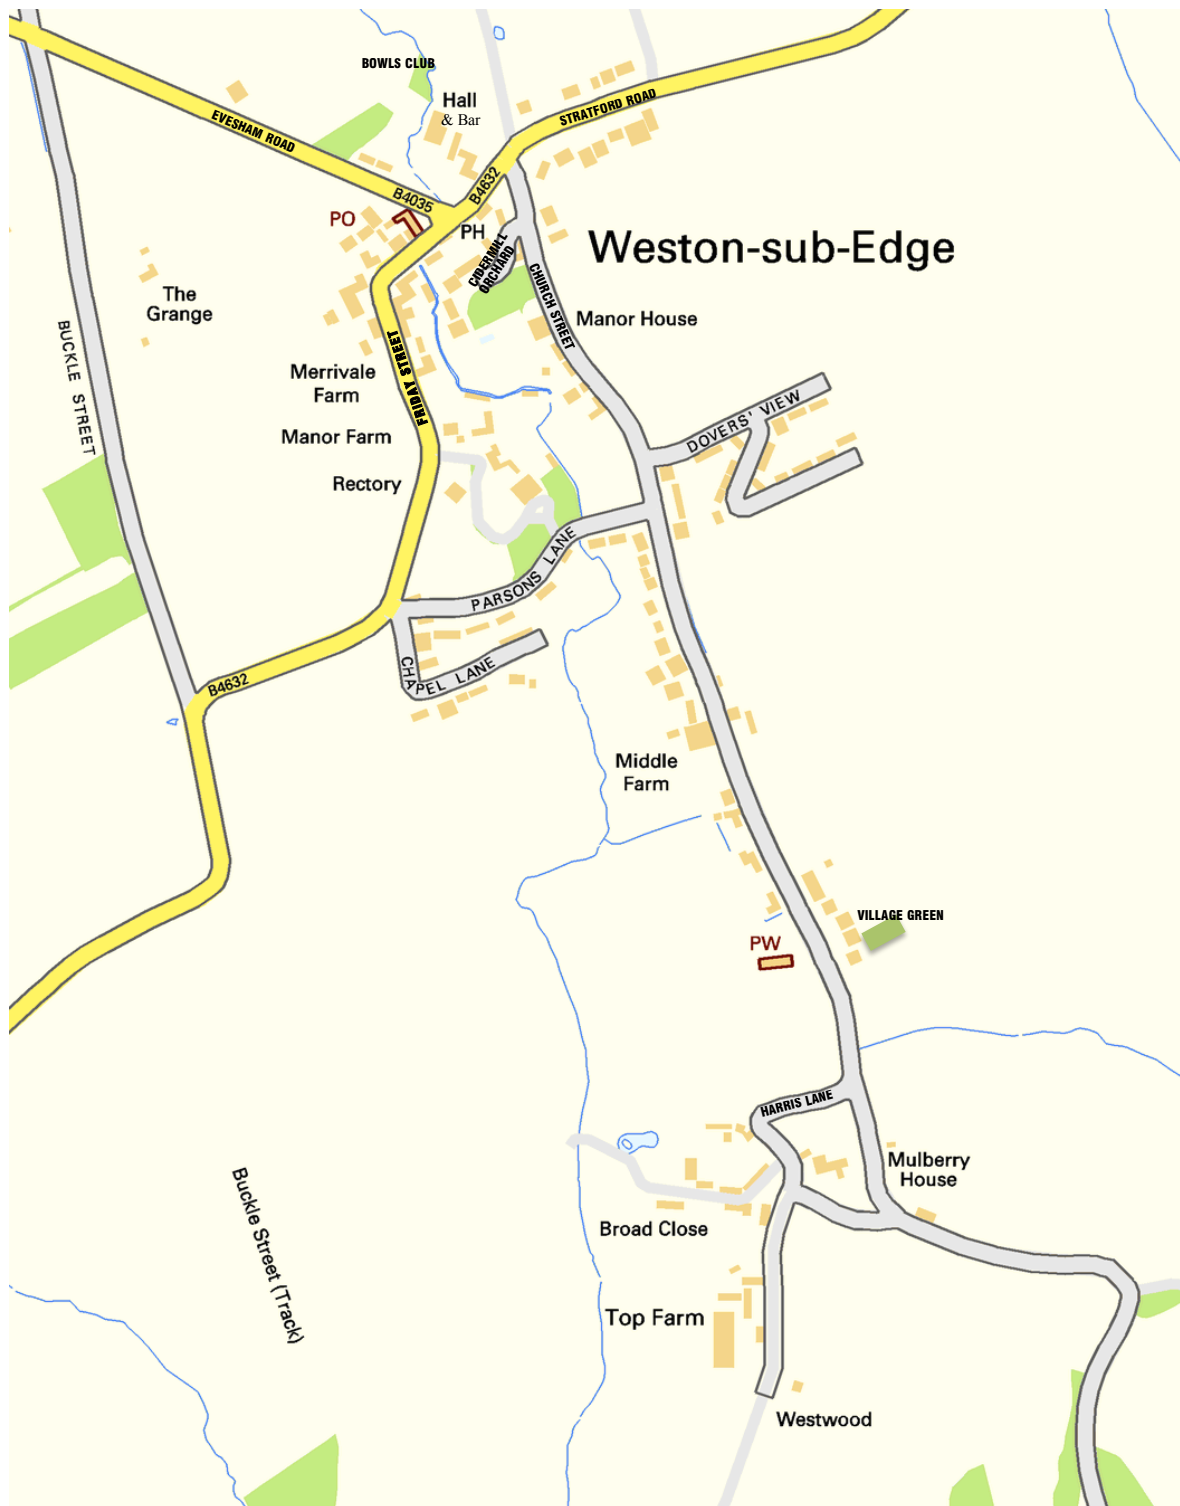 BOWLS CLUB
Hall
& Bar
STRATFORD ROAD
EVESHAM ROAD
B4035
B4632
PO
PH
CIDERMILL
ORCHARD
Weston-sub-Edge
The
Grange
CHURCH STREET
Manor House
BUCKLE STREET
FRIDAY STREET
Merrivale
Farm
DOVERS' VIEW
Manor Farm
Rectory
PARSONS LANE
CHAPEL LANE
B4632
Middle
Farm
VILLAGE GREEN
PW
HARRIS LANE
Mulberry
House
Buckle Street (Track)
Broad Close
Top Farm
Westwood